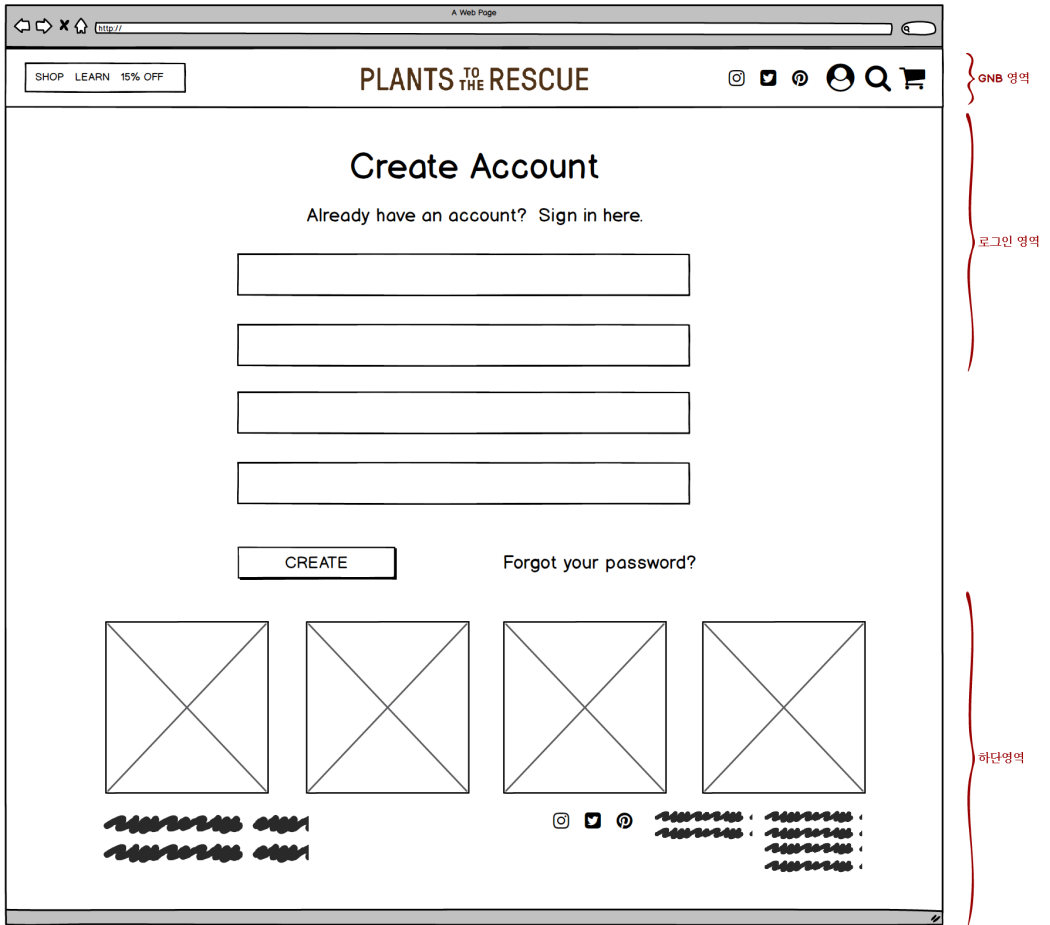 A Web Page
http://
SHOP LEARN 15% OFF
PLANTS TO THE RESCUE
GNB 영역
Create Account
Already have an account? Sign in here.
로그인 영역
CREATE
Forgot your password?
하단영역